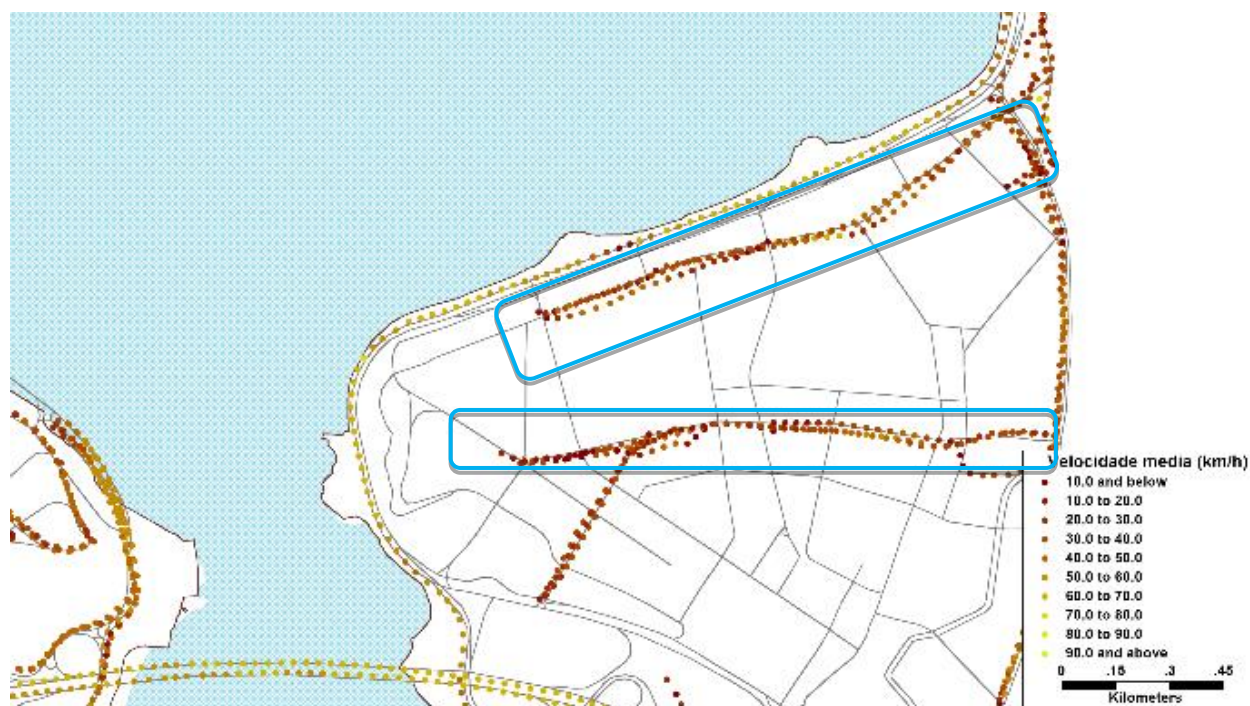 Velocidade media (km/h)
10.0 and below
10.0 to 20.0
20.0 to 30.0
30.0 to 40.0
40.0 to 50.0
50.0 to 60.0
60.0 to 70.0
70.0 to 80.0
80.0 to 90.0
90.0 and above
0 .15 .3 .45
Kilometers